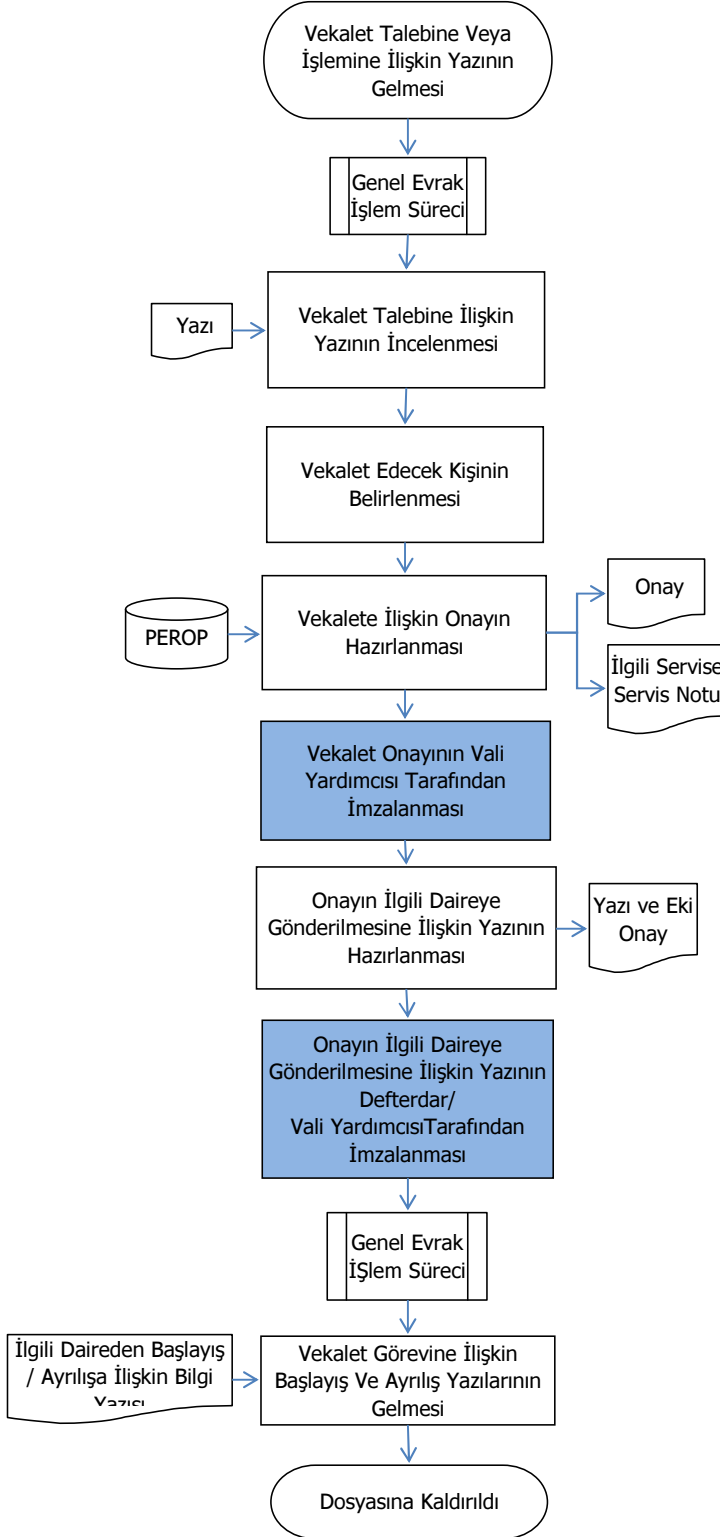 Vekalet Talebine Veya
İşlemine İlişkin Yazının
Gelmesi
Genel Evrak
İşlem Süreci
Yazı
Vekalet Talebine İlişkin
Yazının İncelenmesi
Vekalet Edecek Kişinin
Belirlenmesi
PEROP
Vekalete İlişkin Onayın
Hazırlanması
Onay
İlgili Servise
Servis Notu
Vekalet Onayının Vali
Yardımcısı Tarafından
İmzalanması
Onayın İlgili Daireye
Gönderilmesine İlişkin Yazının
Hazırlanması
Yazı ve Eki
Onay
Onayın İlgili Daireye
Gönderilmesine İlişkin Yazının
Defterdar/
Vali YardımcısıTarafından
İmzalanması
Genel Evrak
İŞlem Süreci
İlgili Daireden Başlayış
/ Ayrılışa İlişkin Bilgi
Yazısı
Vekalet Görevine İlişkin
Başlayış Ve Ayrılış Yazılarının
Gelmesi
Dosyasına Kaldırıldı